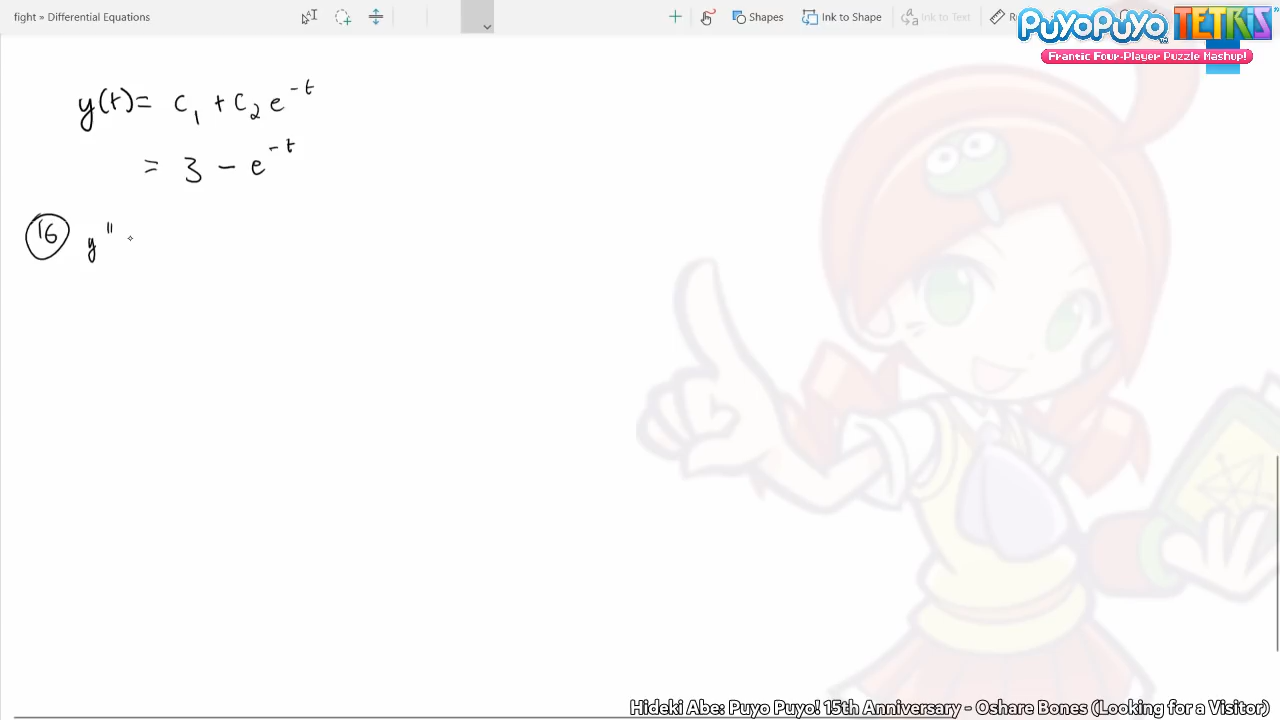 fight » Differential Equations
Shapes
Ink to Shape
Ink to Text
PuyoPuyo TETRIS
Frantic Four-Player Puzzle Mashup!
y(t)= c₁ + c₂ e^{-t}
= 3 - e^{-t}
16 y"
Hideki Abe: Puyo Puyo! 15th Anniversary - Oshare Bones (Looking for a Visitor)